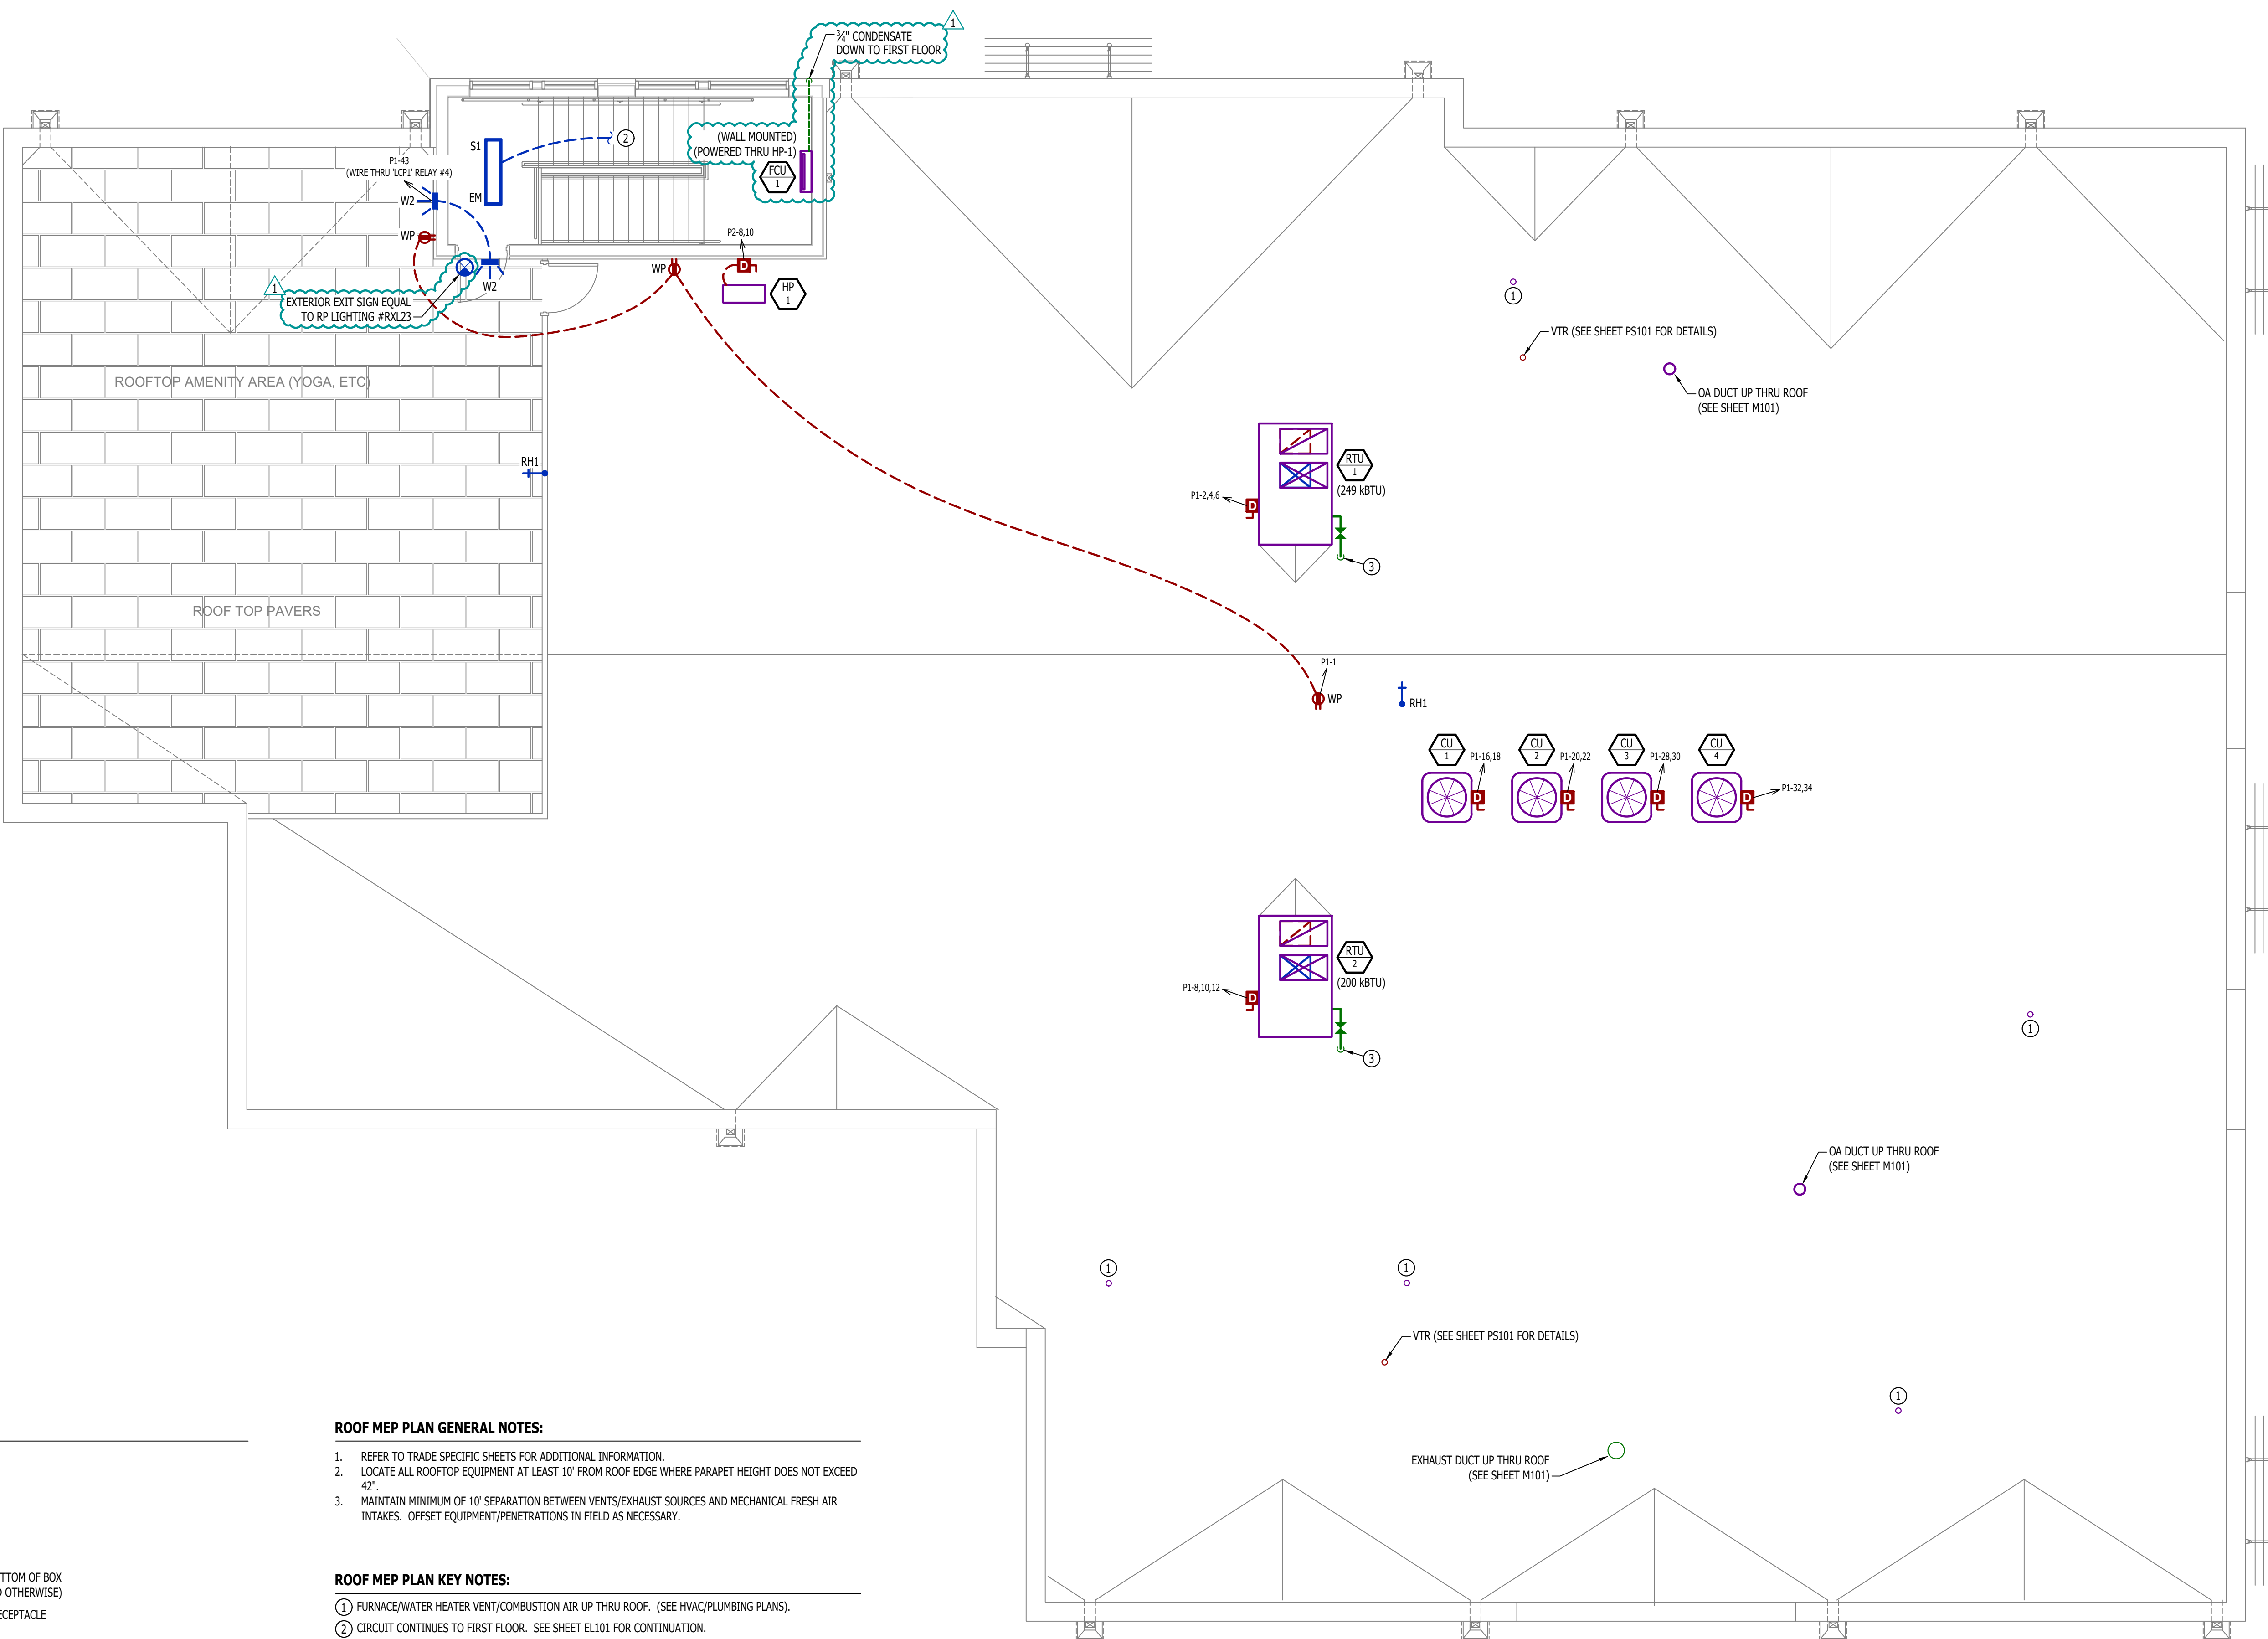 1
¾" CONDENSATE
DOWN TO FIRST FLOOR
(WALL MOUNTED)
(POWERED THRU HP-1)
FCU
1
S1
EM
2
P1-43
(WIRE THRU 'LCP1' RELAY #4)
W2
WP
W2
1
EXTERIOR EXIT SIGN EQUAL
TO RP LIGHTING #RXL23
P2-8,10
D
WP
HP
1
1
VTR (SEE SHEET PS101 FOR DETAILS)
OA DUCT UP THRU ROOF
(SEE SHEET M101)
ROOFTOP AMENITY AREA (YOGA, ETC)
RH1
RTU
1
(249 kBTU)
P1-2,4,6
D
3
ROOF TOP PAVERS
P1-1
WP
RH1
CU
1
P1-16,18
D
CU
2
P1-20,22
D
CU
3
P1-28,30
D
CU
4
D
P1-32,34
RTU
2
(200 kBTU)
P1-8,10,12
D
3
1
OA DUCT UP THRU ROOF
(SEE SHEET M101)
1
1
VTR (SEE SHEET PS101 FOR DETAILS)
1
EXHAUST DUCT UP THRU ROOF
(SEE SHEET M101)
ROOF MEP PLAN GENERAL NOTES:
1. REFER TO TRADE SPECIFIC SHEETS FOR ADDITIONAL INFORMATION.
2. LOCATE ALL ROOFTOP EQUIPMENT AT LEAST 10' FROM ROOF EDGE WHERE PARAPET HEIGHT DOES NOT EXCEED
42".
3. MAINTAIN MINIMUM OF 10' SEPARATION BETWEEN VENTS/EXHAUST SOURCES AND MECHANICAL FRESH AIR
INTAKES. OFFSET EQUIPMENT/PENETRATIONS IN FIELD AS NECESSARY.
TTOM OF BOX
OTHERWISE)
ECEPTACLE
ROOF MEP PLAN KEY NOTES:
1 FURNACE/WATER HEATER VENT/COMBUSTION AIR UP THRU ROOF. (SEE HVAC/PLUMBING PLANS).
2 CIRCUIT CONTINUES TO FIRST FLOOR. SEE SHEET EL101 FOR CONTINUATION.